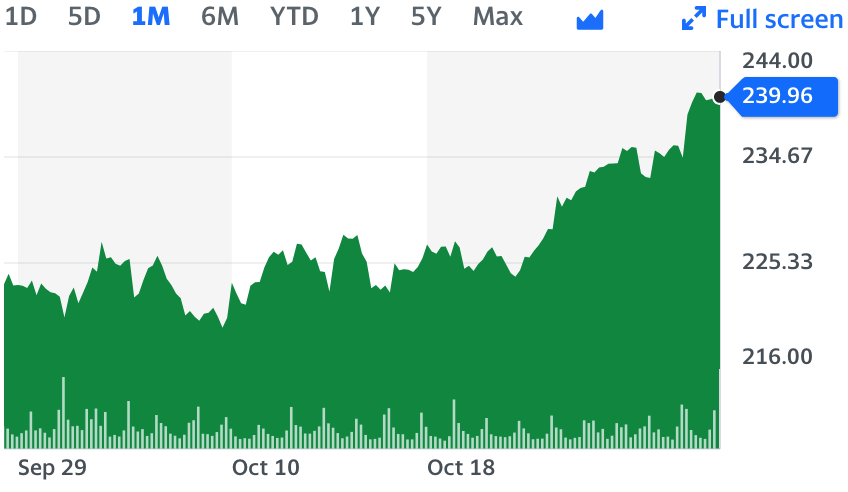 1D 5D 1M 6M YTD 1Y 5Y Max Full screen
244.00
239.96
234.67
225.33
216.00
Sep 29 Oct 10 Oct 18